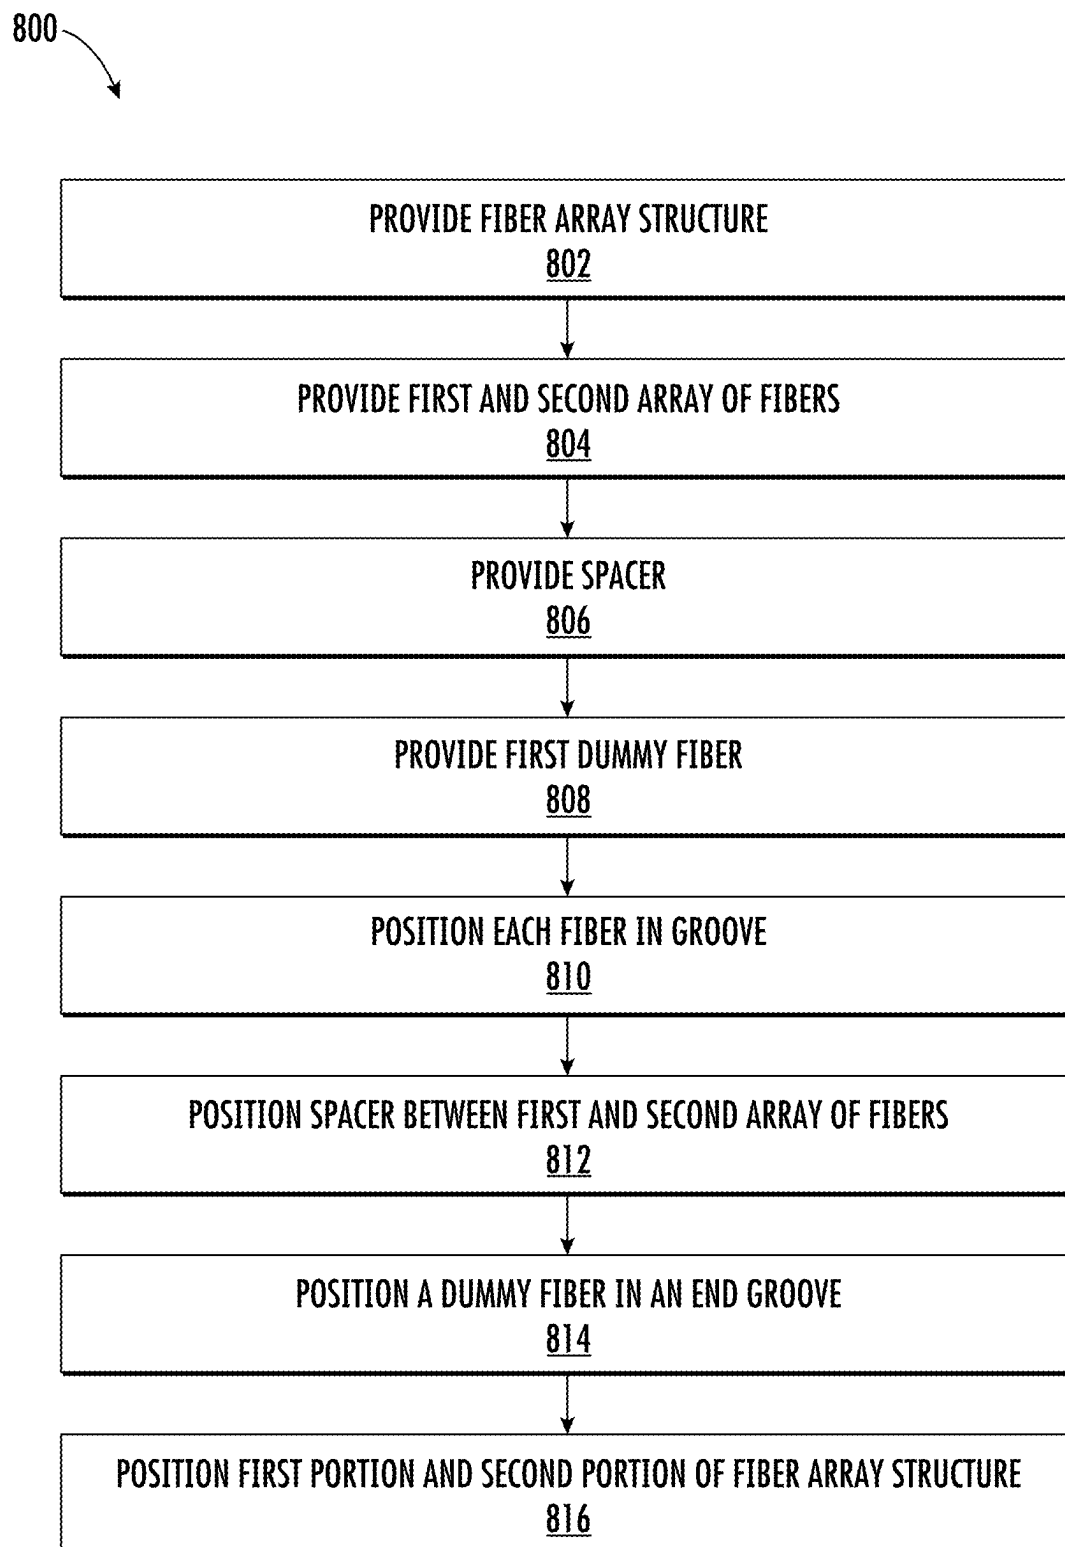 800
PROVIDE FIBER ARRAY STRUCTURE
802
PROVIDE FIRST AND SECOND ARRAY OF FIBERS
804
PROVIDE SPACER
806
PROVIDE FIRST DUMMY FIBER
808
POSITION EACH FIBER IN GROOVE
810
POSITION SPACER BETWEEN FIRST AND SECOND ARRAY OF FIBERS
812
POSITION A DUMMY FIBER IN AN END GROOVE
814
POSITION FIRST PORTION AND SECOND PORTION OF FIBER ARRAY STRUCTURE
816